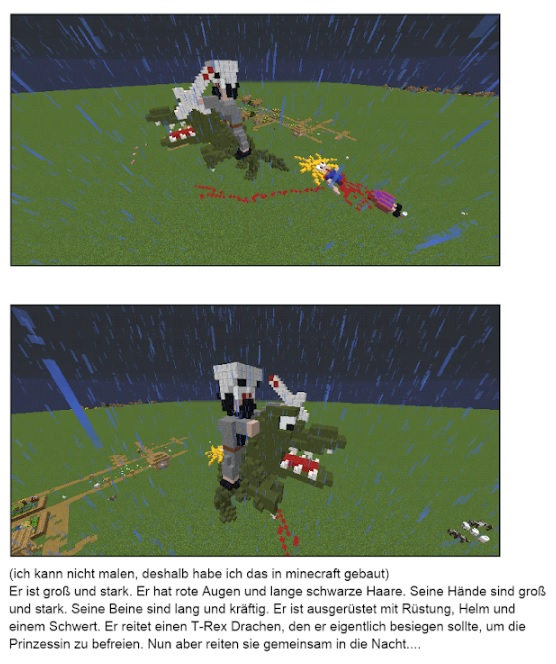 (ich kann nicht malen, deshalb habe ich das in minecraft gebaut)
Er ist groß und stark. Er hat rote Augen und lange schwarze Haare. Seine Hände sind groß
und stark. Seine Beine sind lang und kräftig. Er ist ausgerüstet mit Rüstung, Helm und
einem Schwert. Er reitet einen T-Rex Drachen, den er eigentlich besiegen sollte, um die
Prinzessin zu befreien. Nun aber reiten sie gemeinsam in die Nacht....